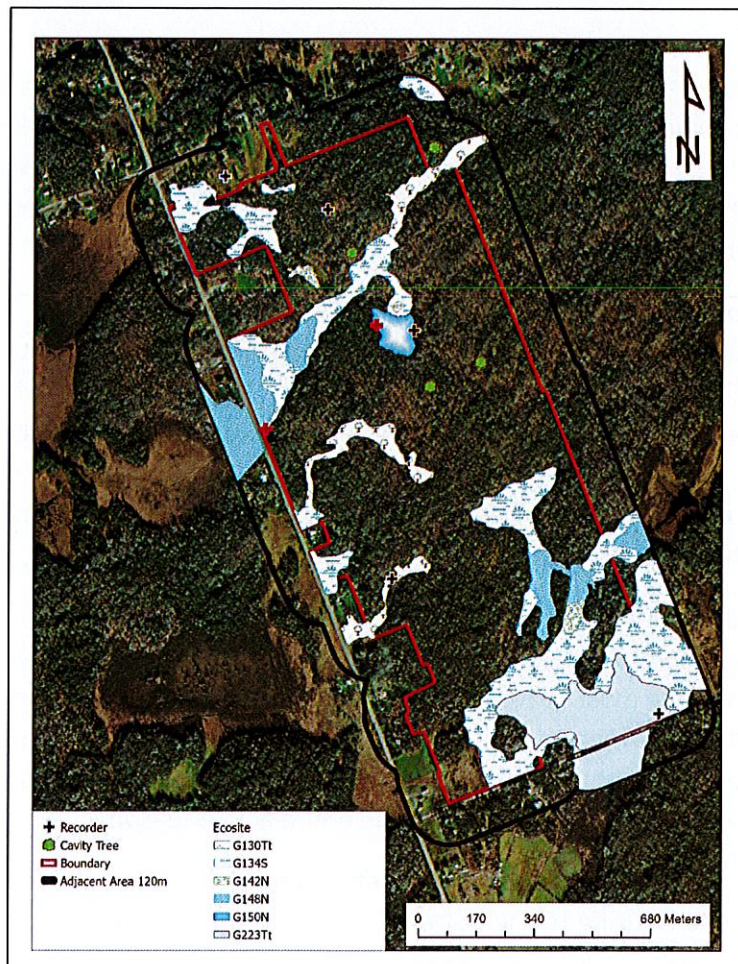 N
Recorder
Cavity Tree
Boundary
Adjacent Area 120m
Ecosite
G130Tt
G134S
G142N
G148N
G150N
G223Tt
0 170 340 680 Meters